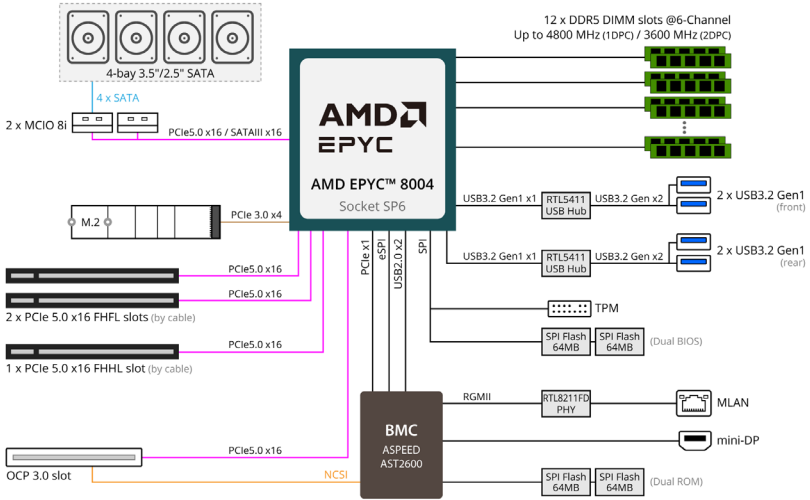 12 x DDR5 DIMM slots @6-Channel
Up to 4800 MHz (1DPC) / 3600 MHz (2DPC)
4-bay 3.5"/2.5" SATA
4 x SATA
2 x MCIO 8i
PCIe5.0 x16 / SATAIII x16
AMD
EPYC
AMD EPYC™ 8004
Socket SP6
M.2
PCIe 3.0 x4
USB3.2 Gen1 x1
RTL5411
USB Hub
USB3.2 Gen x2
2 x USB3.2 Gen1
(front)
USB3.2 Gen1 x1
RTL5411
USB Hub
USB3.2 Gen x2
2 x USB3.2 Gen1
(rear)
PCIe5.0 x16
PCIe5.0 x16
2 x PCIe 5.0 x16 FHFL slots (by cable)
PCIe5.0 x16
1 x PCIe 5.0 x16 FHHL slot (by cable)
PCIe x1
eSPI
USB2.0 x2
SPI
TPM
SPI Flash
64MB
SPI Flash
64MB
(Dual BIOS)
BMC
ASPEED
AST2600
RGMII
RTL8211FD
PHY
MLAN
mini-DP
PCIe5.0 x16
OCP 3.0 slot
NCSI
SPI Flash
64MB
SPI Flash
64MB
(Dual ROM)